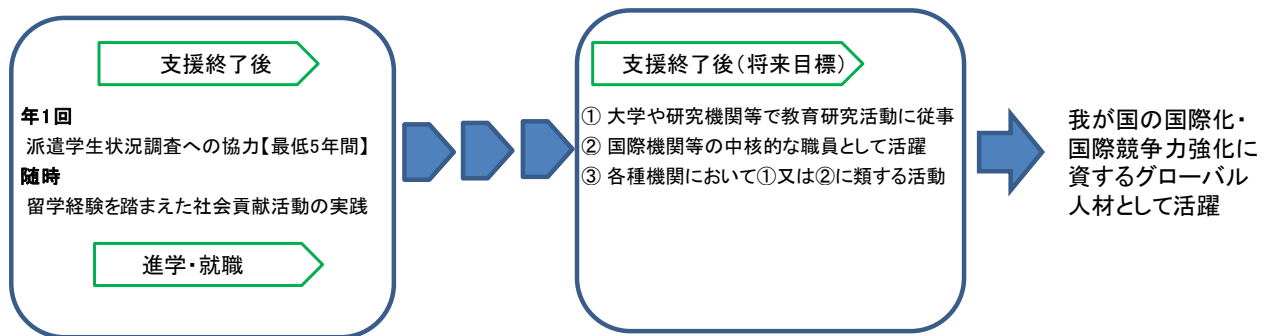 支援終了後
年1回
派遣学生状況調査への協力【最低5年間】
随時
留学経験を踏まえた社会貢献活動の実践
進学・就職
支援終了後(将来目標)
① 大学や研究機関等で教育研究活動に従事
② 国際機関等の中核的な職員として活躍
③ 各種機関において①又は②に類する活動
我が国の国際化・
国際競争力強化に
資するグローバル
人材として活躍